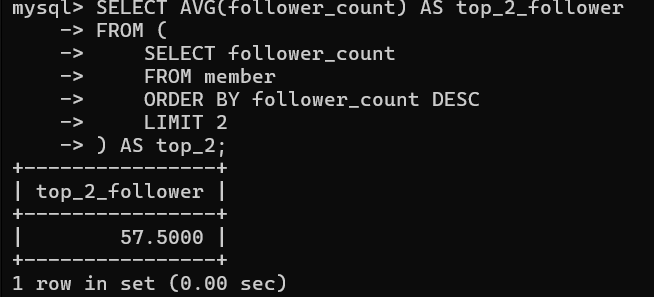 mysql> SELECT AVG(follower_count) AS top_2_follower
    -> FROM (
    ->     SELECT follower_count
    ->     FROM member
    ->     ORDER BY follower_count DESC
    ->     LIMIT 2
    -> ) AS top_2;
+----------------+
| top_2_follower |
+----------------+
|        57.5000 |
+----------------+
1 row in set (0.00 sec)